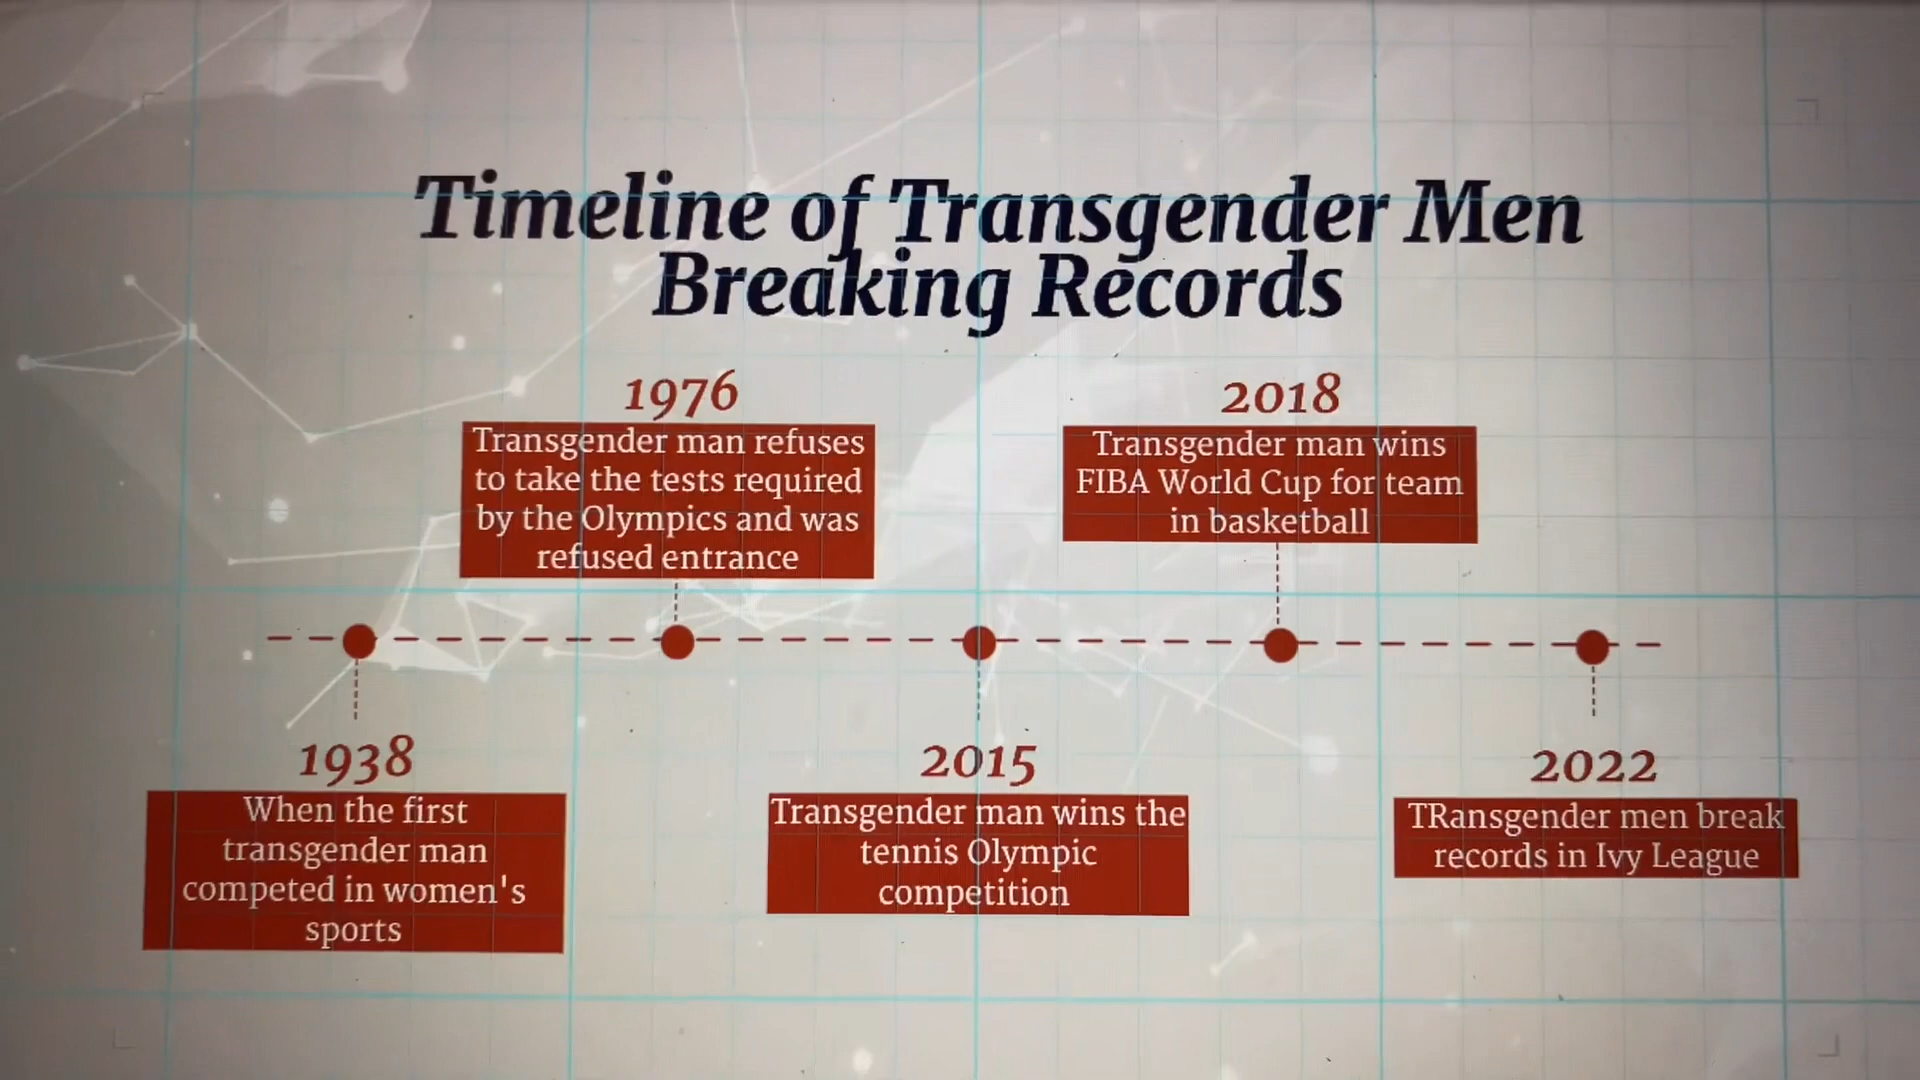 Timeline of Transgender Men
Breaking Records
1938
When the first
transgender man
competed in women's
sports
1976
Transgender man refuses
to take the tests required
by the Olympics and was
refused entrance
2015
Transgender man wins the
tennis Olympic
competition
2018
Transgender man wins
FIBA World Cup for team
in basketball
2022
TRansgender men break
records in Ivy League